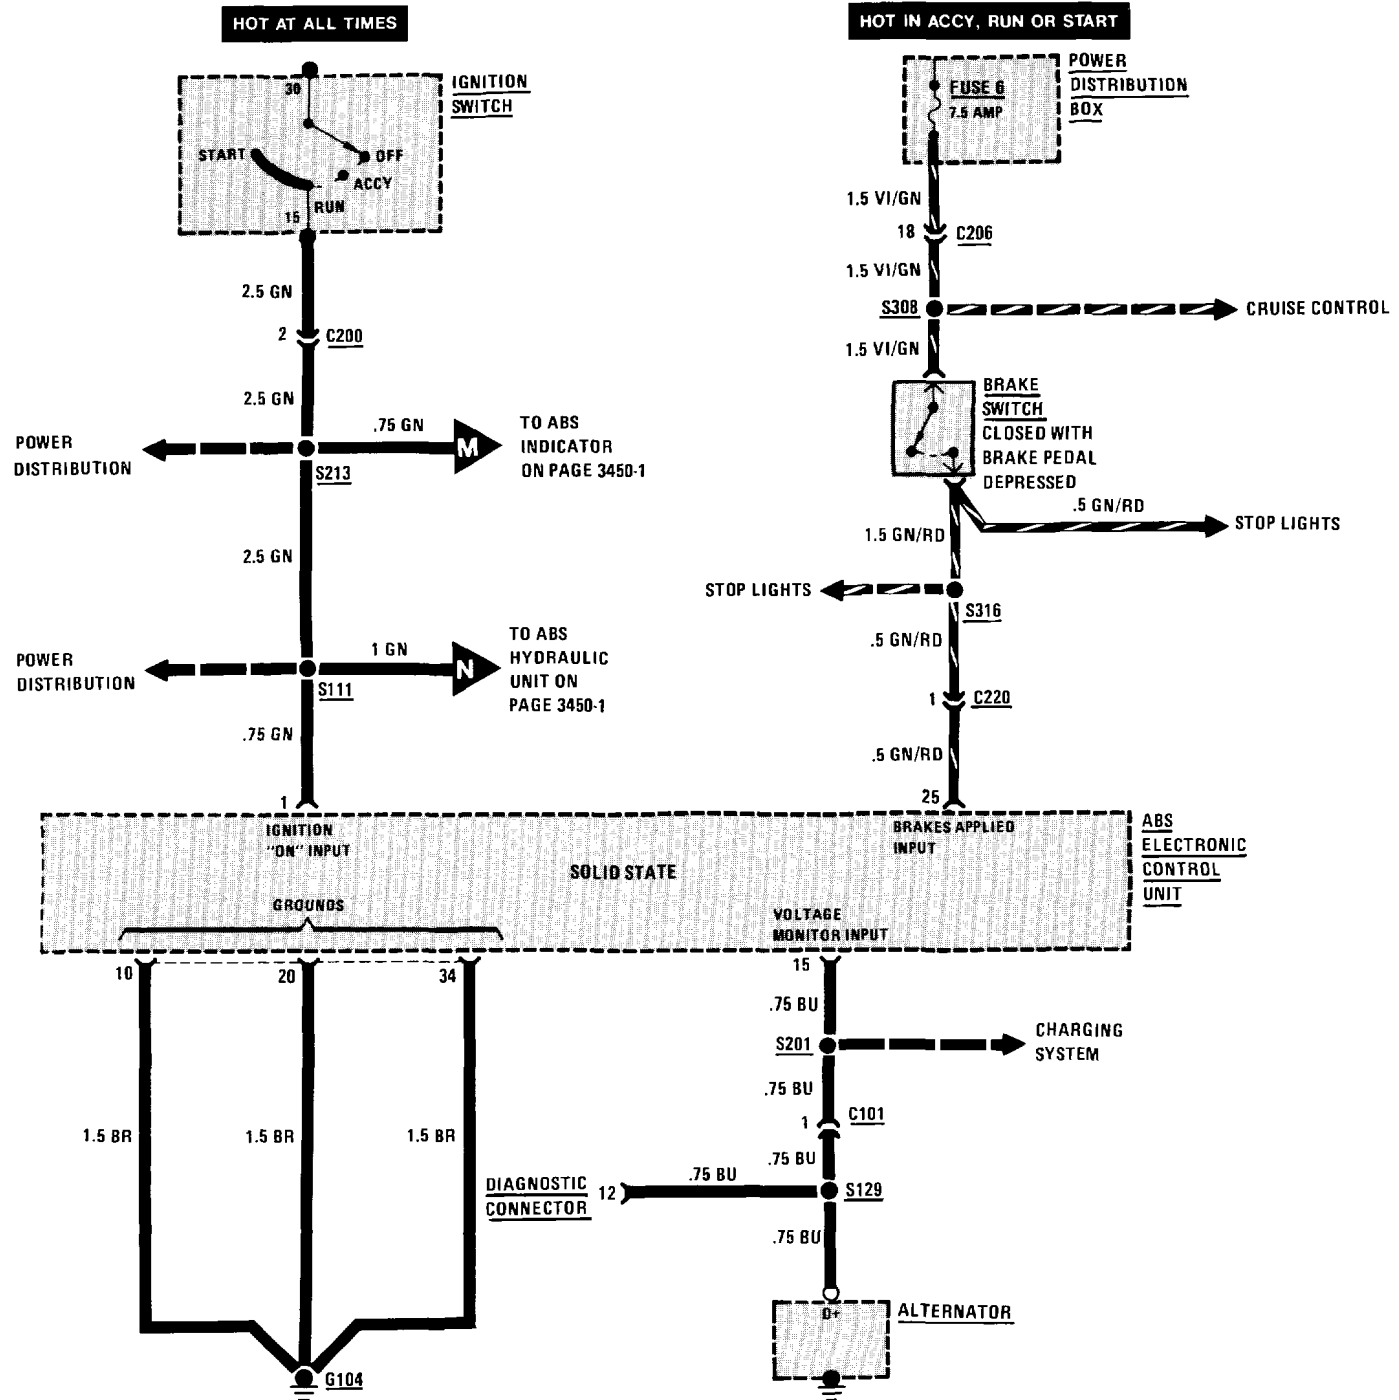 HOT AT ALL TIMES
HOT IN ACCY, RUN OR START
30
IGNITION
SWITCH
START
OFF
ACCY
RUN
15
POWER
DISTRIBUTION
BOX
FUSE 6
7.5 AMP
1.5 VI/GN
18
C206
1.5 VI/GN
S308
CRUISE CONTROL
1.5 VI/GN
2.5 GN
2
C200
2.5 GN
POWER
DISTRIBUTION
.75 GN
M
TO ABS
INDICATOR
ON PAGE 3450-1
S213
BRAKE
SWITCH
CLOSED WITH
BRAKE PEDAL
DEPRESSED
.5 GN/RD
STOP LIGHTS
1.5 GN/RD
2.5 GN
STOP LIGHTS
S316
.5 GN/RD
POWER
DISTRIBUTION
1 GN
N
TO ABS
HYDRAULIC
UNIT ON
PAGE 3450-1
S111
1
C220
.75 GN
.5 GN/RD
1
25
IGNITION
"ON" INPUT
BRAKES APPLIED
INPUT
SOLID STATE
ABS
ELECTRONIC
CONTROL
UNIT
GROUNDS
VOLTAGE
MONITOR INPUT
10
20
34
15
.75 BU
S201
CHARGING
SYSTEM
.75 BU
1
C101
1.5 BR
1.5 BR
1.5 BR
.75 BU
DIAGNOSTIC
CONNECTOR
12
.75 BU
S129
.75 BU
D+
ALTERNATOR
G104